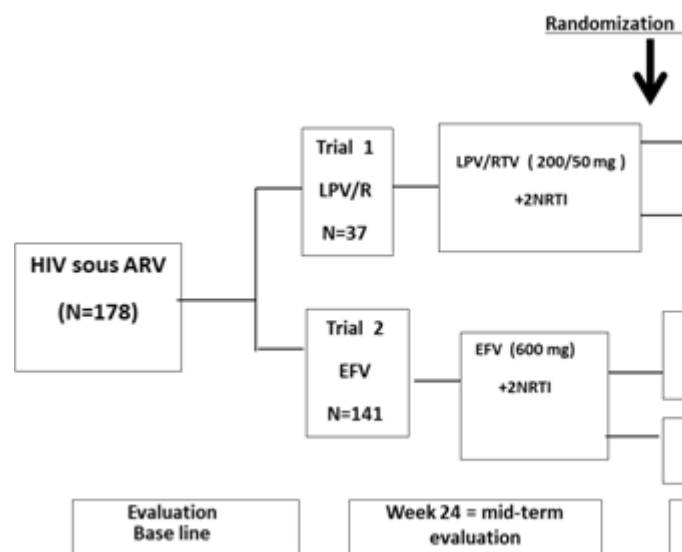 Randomization
Trial 1
LPV/R
N=37
LPV/RTV ( 200/50 mg )
+2NRTI
HIV sous ARV
(N=178)
Trial 2
EFV
N=141
EFV (600 mg)
+2NRTI
Evaluation
Base line
Week 24 = mid-term
evaluation